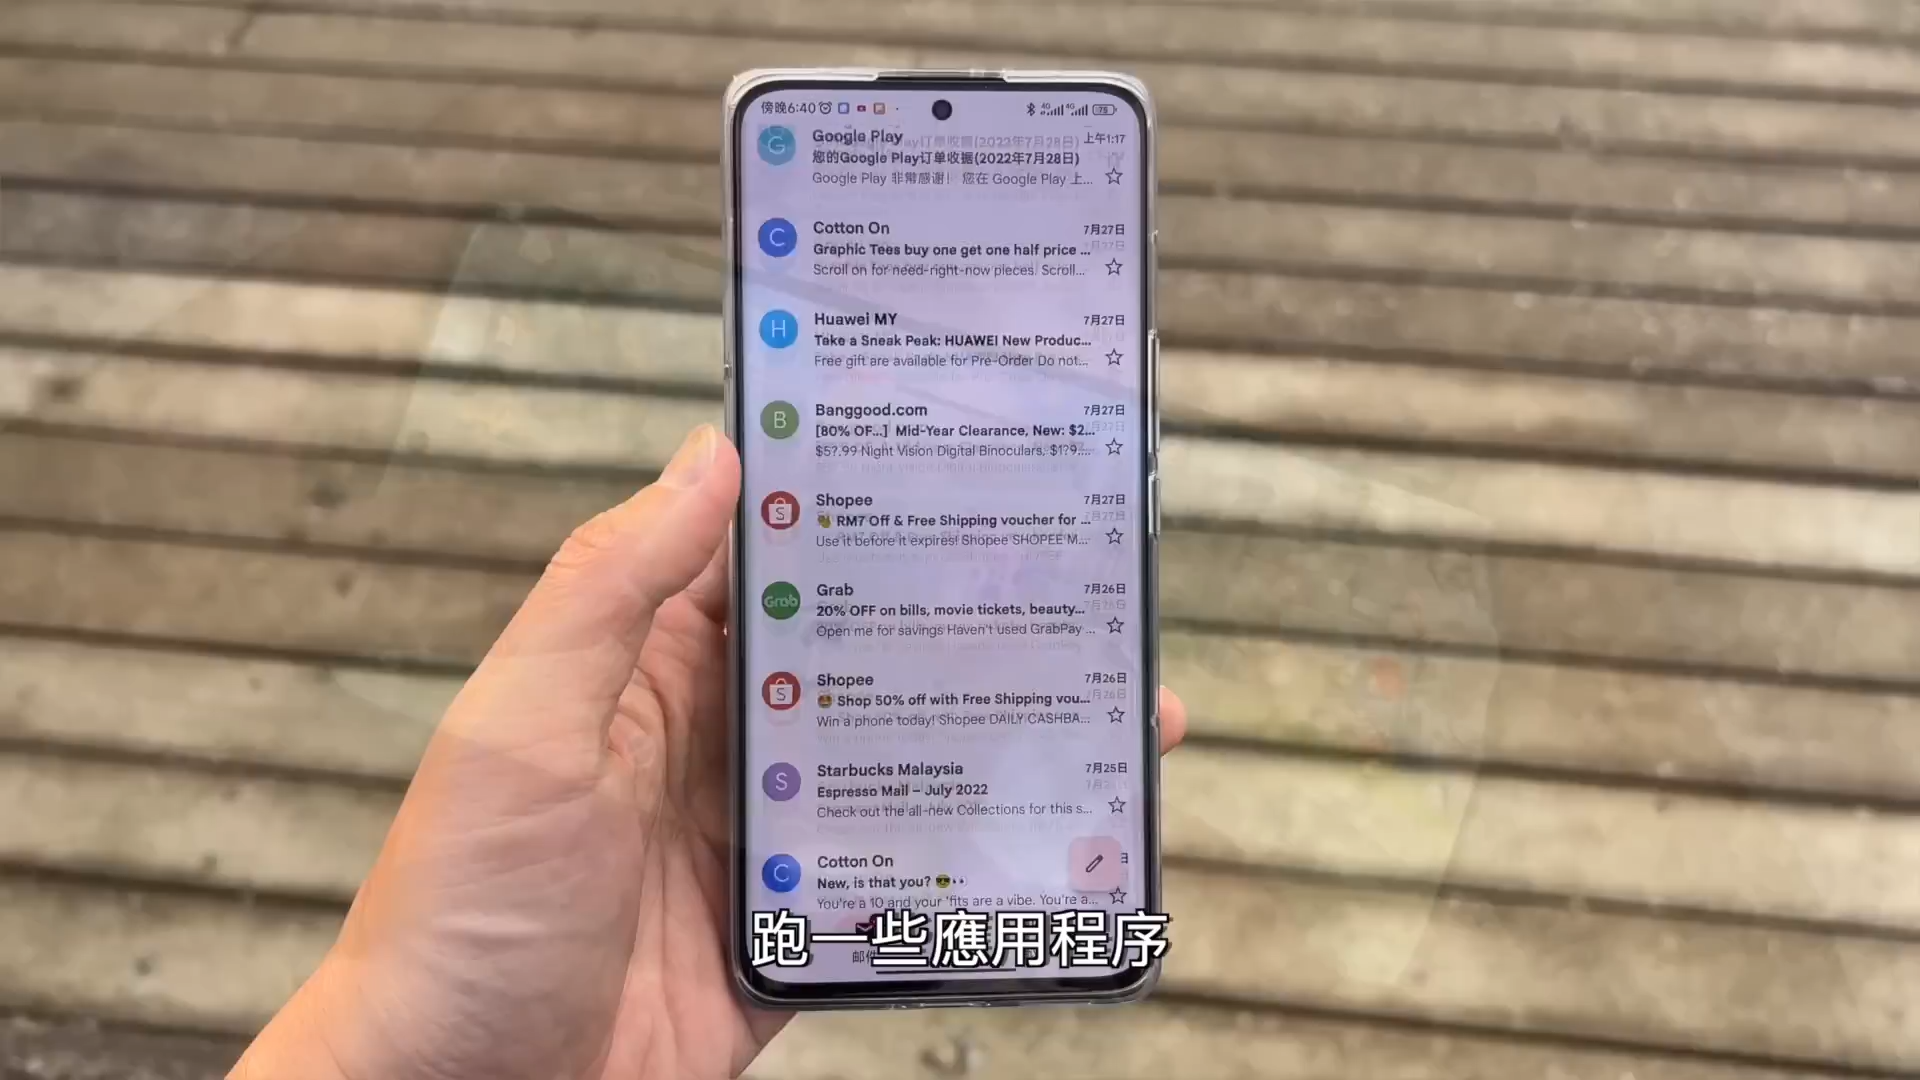 傍晚6:40
4G 4G 78
Google Play
上午1:17
您的Google Play订单收据(2022年7月28日)
Google Play 非常感谢！ 您在 Google Play 上...
C
Cotton On
7月27日
Graphic Tees buy one get one half price ...
Scroll on for need-right-now pieces. Scroll...
H
Huawei MY
7月27日
Take a Sneak Peak: HUAWEI New Produc...
Free gift are available for Pre-Order Do not...
B
Banggood.com
7月27日
[80% OF...] Mid-Year Clearance, New: $2...
$5?.99 Night Vision Digital Binoculars, $1?9....
S
Shopee
7月27日
👋 RM7 Off & Free Shipping voucher for ...
Use it before it expires! Shopee SHOPEE M...
Grab
Grab
7月26日
20% OFF on bills, movie tickets, beauty...
Open me for savings Haven't used GrabPay ...
S
Shopee
7月26日
🤩 Shop 50% off with Free Shipping vou...
Win a phone today! Shopee DAILY CASHBA...
S
Starbucks Malaysia
7月25日
Espresso Mail – July 2022
Check out the all-new Collections for this s...
C
Cotton On
日
New, is that you? 😎👀
You're a 10 and your 'fits are a vibe. You're a...
跑一些應用程序
邮件